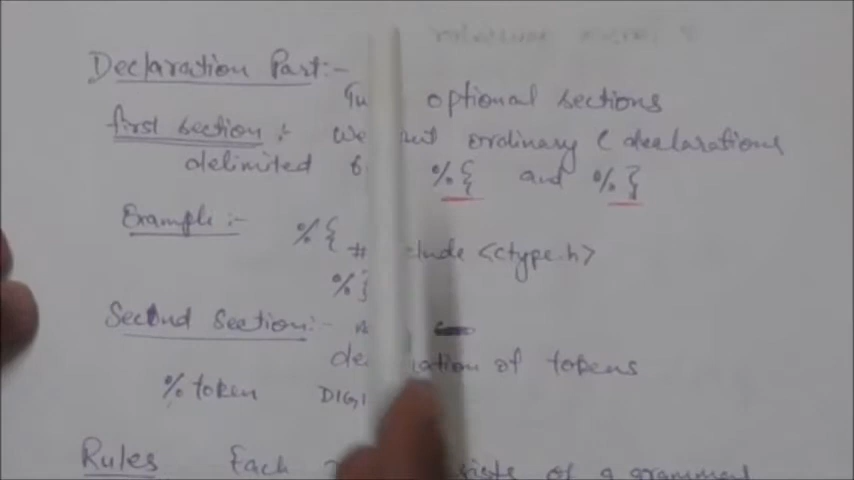 Declaration Part:-
optional sections
first section :- We ordinary C declarations
delimited %{ and %}
Example :- %{
<ctype.h>
%}
Second Section:-
of tokens
% token
Rules Each of a grammar